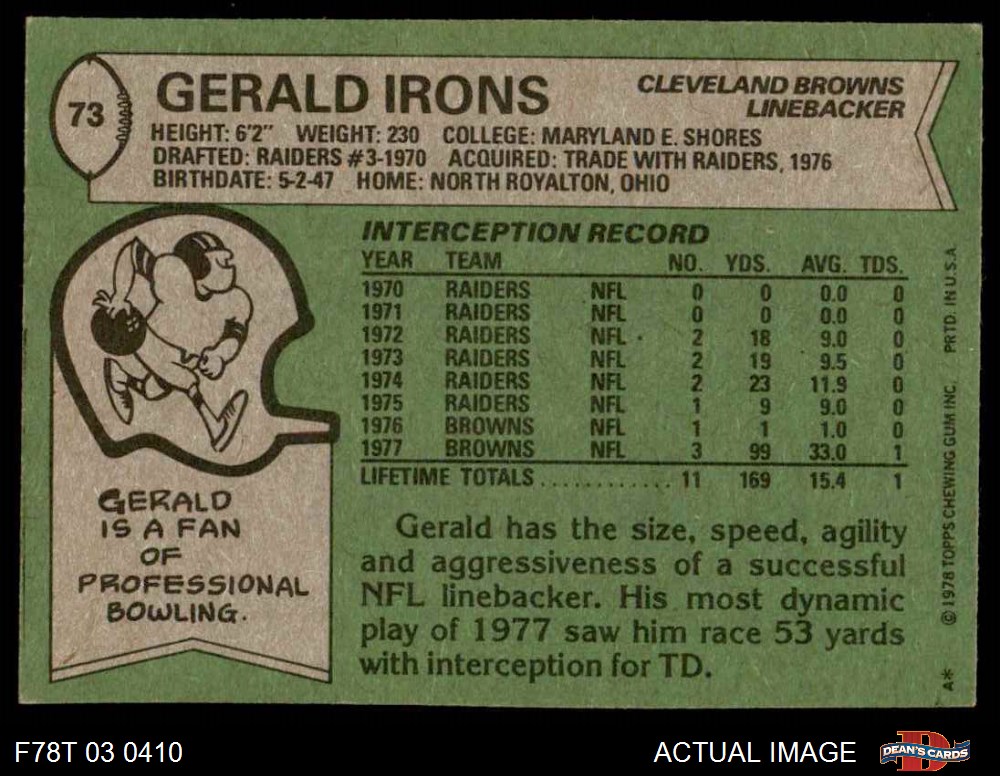 73
GERALD IRONS
CLEVELAND BROWNS
LINEBACKER
HEIGHT: 6'2" WEIGHT: 230 COLLEGE: MARYLAND E. SHORES
DRAFTED: RAIDERS #3-1970 ACQUIRED: TRADE WITH RAIDERS, 1976
BIRTHDATE: 5-2-47 HOME: NORTH ROYALTON, OHIO
INTERCEPTION RECORD
YEAR TEAM NO. YDS. AVG. TDS.
1970 RAIDERS NFL 0 0 0.0 0
1971 RAIDERS NFL 0 0 0.0 0
1972 RAIDERS NFL 2 18 9.0 0
1973 RAIDERS NFL 2 19 9.5 0
1974 RAIDERS NFL 2 23 11.9 0
1975 RAIDERS NFL 1 9 9.0 0
1976 BROWNS NFL 1 1 1.0 0
1977 BROWNS NFL 3 99 33.0 1
LIFETIME TOTALS ............ 11 169 15.4 1
GERALD
IS A FAN
OF
PROFESSIONAL
BOWLING.
Gerald has the size, speed, agility
and aggressiveness of a successful
NFL linebacker. His most dynamic
play of 1977 saw him race 53 yards
with interception for TD.
A* © 1978 TOPPS CHEWING GUM INC. PRTD. IN U.S.A.
F78T 03 0410
ACTUAL IMAGE
D
DEAN'S CARDS